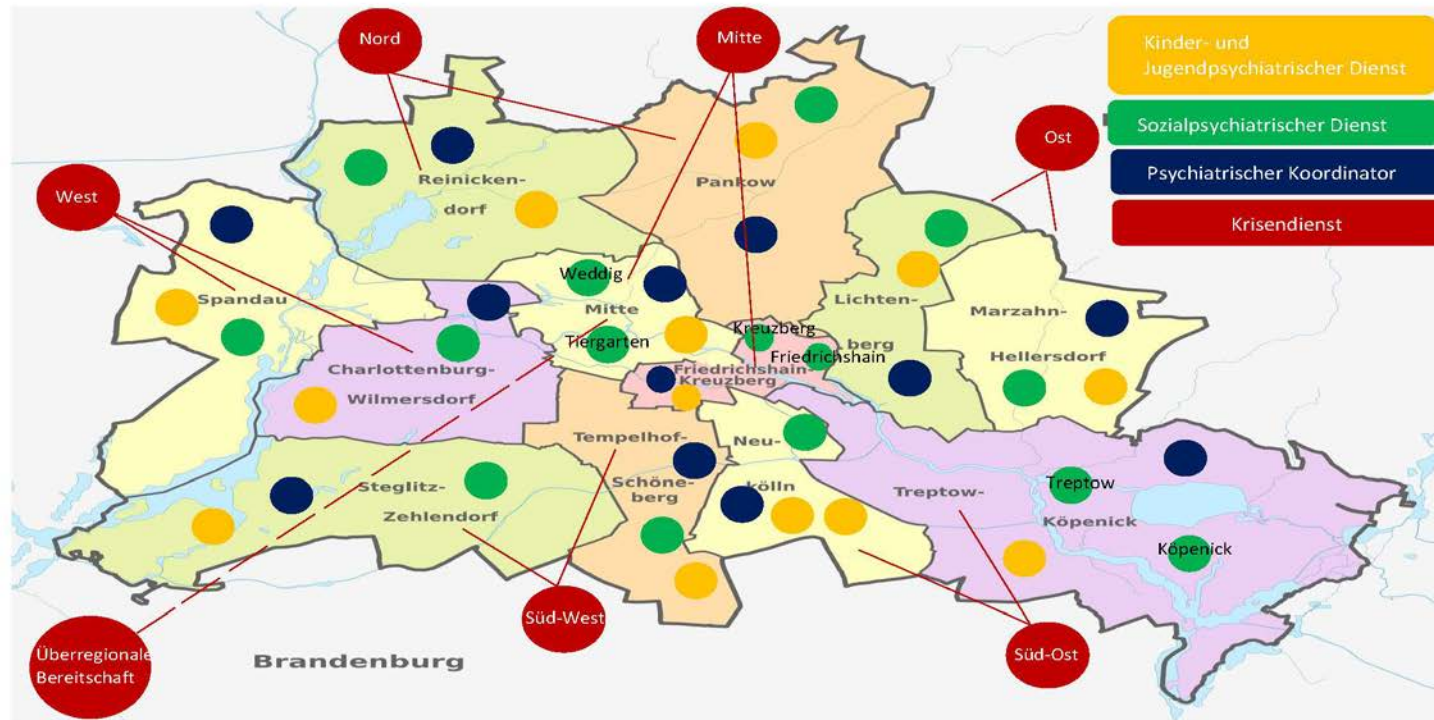 Nord
Mitte
Kinder- und
Jugendpsychiatrischer Dienst
Sozialpsychiatrischer Dienst
Psychiatrischer Koordinator
Krisendienst
Ost
West
Reinicken-
dorf
Pankow
Spandau
Weddig
Mitte
Tiergarten
Kreuzberg
Friedrichshain
Friedrichshain-
Kreuzberg
Lichten-
berg
Marzahn-
Hellersdorf
Charlottenburg-
Wilmersdorf
Tempelhof-
Schöne-
berg
Neu-
kölln
Steglitz-
Zehlendorf
Treptow-
Köpenick
Treptow
Köpenick
Süd-West
Süd-Ost
Überregionale
Bereitschaft
Brandenburg